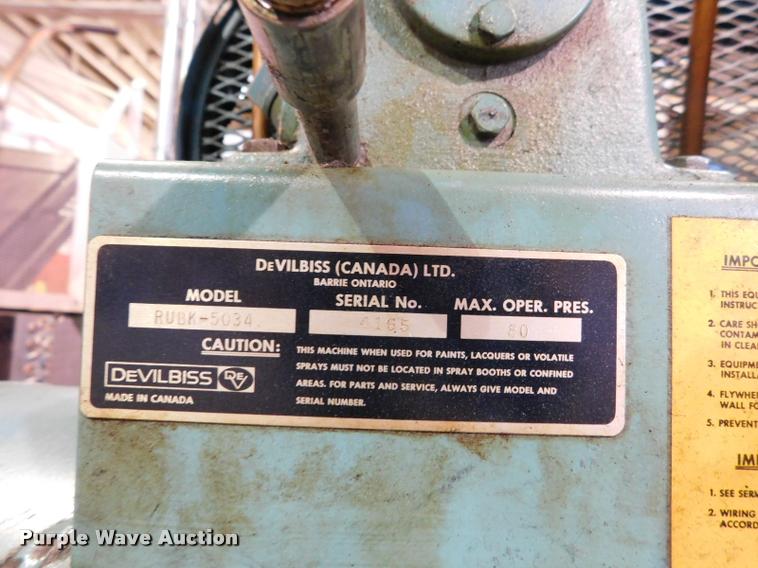 DEVILBISS (CANADA) LTD.
BARRIE ONTARIO
MODEL SERIAL No. MAX. OPER. PRES.
RUBK-5034 4165 80
CAUTION:
THIS MACHINE WHEN USED FOR PAINTS, LACQUERS OR VOLATILE
SPRAYS MUST NOT BE LOCATED IN SPRAY BOOTHS OR CONFINED
AREAS. FOR PARTS AND SERVICE, ALWAYS GIVE MODEL AND
SERIAL NUMBER.
DEVILBISS DEV
MADE IN CANADA
IMPO
1. THIS EQU
INSTRUC
2. CARE SH
CONTAM
IN CLEA
3. EQUIPME
INSTALLA
4. FLYWHE
WALL FO
5. PREVENT
IM
1. SEE SERV
2. WIRING
ACCORD
Purple Wave Auction